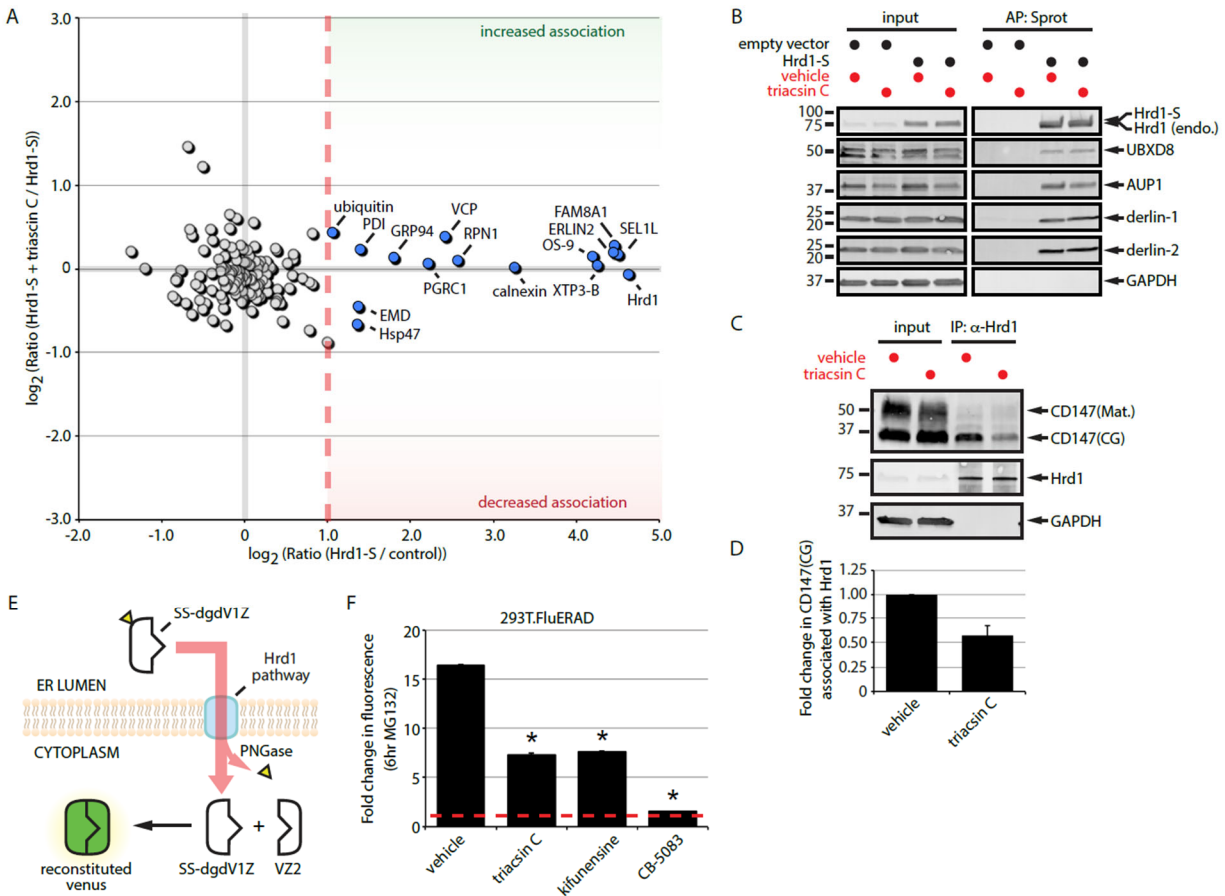 A
log₂ (Ratio (Hrd1-S + triascin C / Hrd1-S))
3.0
2.0
1.0
0
-1.0
-2.0
-3.0
increased association
decreased association
ubiquitin
PDI
GRP94
VCP
RPN1
PGRC1
calnexin
FAM8A1
ERLIN2
OS-9
SEL1L
XTP3-B
Hrd1
EMD
Hsp47
-2.0 -1.0 0 1.0 2.0 3.0 4.0 5.0
log₂ (Ratio (Hrd1-S / control))
B
input AP: Sprot
empty vector
Hrd1-S
vehicle
triacsin C
100
75
Hrd1-S
Hrd1 (endo.)
50
UBXD8
37
AUP1
25
20
derlin-1
25
20
derlin-2
37
GAPDH
C
input IP: α-Hrd1
vehicle
triacsin C
50
CD147(Mat.)
37
CD147(CG)
75
Hrd1
37
GAPDH
D
Fold change in CD147(CG)
associated with Hrd1
1.25
1.00
0.75
0.50
0.25
0
vehicle
triacsin C
E
SS-dgdV1Z
Hrd1
pathway
ER LUMEN
CYTOPLASM
PNGase
+
reconstituted
venus
SS-dgdV1Z
VZ2
F
293T.FluERAD
Fold change in fluorescence
(6hr MG132)
20
15
10
5
0
* * *
vehicle
triacsin C
kifunensine
CB-5083